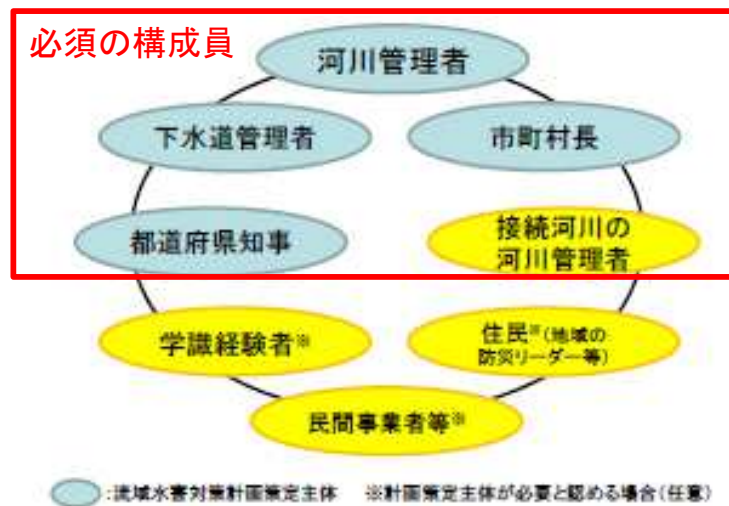 必須の構成員
河川管理者
下水道管理者
市町村長
都道府県知事
接続河川の
河川管理者
学識経験者※
住民※(地域の
防災リーダー等)
民間事業者等※
:流域水害対策計画策定主体 ※計画策定主体が必要と認める場合(任意)